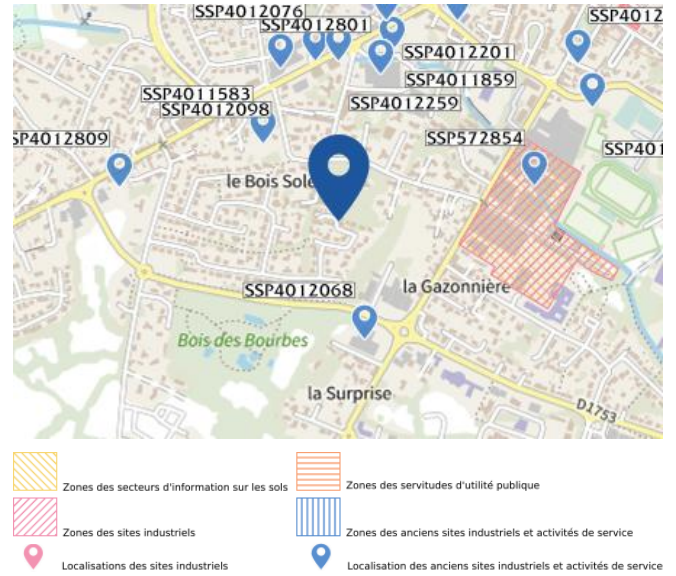 SSP4012076
SSP4012
SSP4012801
SSP4012201
SSP4011859
SSP4011583
SSP4012259
SSP4012098
SSP4012809
SSP572854
SSP401
le Bois Sole
SSP4012068
la Gazonnière
Bois des Bourbes
la Surprise
D1753
Zones des secteurs d'information sur les sols
Zones des servitudes d'utilité publique
Zones des sites industriels
Zones des anciens sites industriels et activités de service
Localisations des sites industriels
Localisation des anciens sites industriels et activités de service